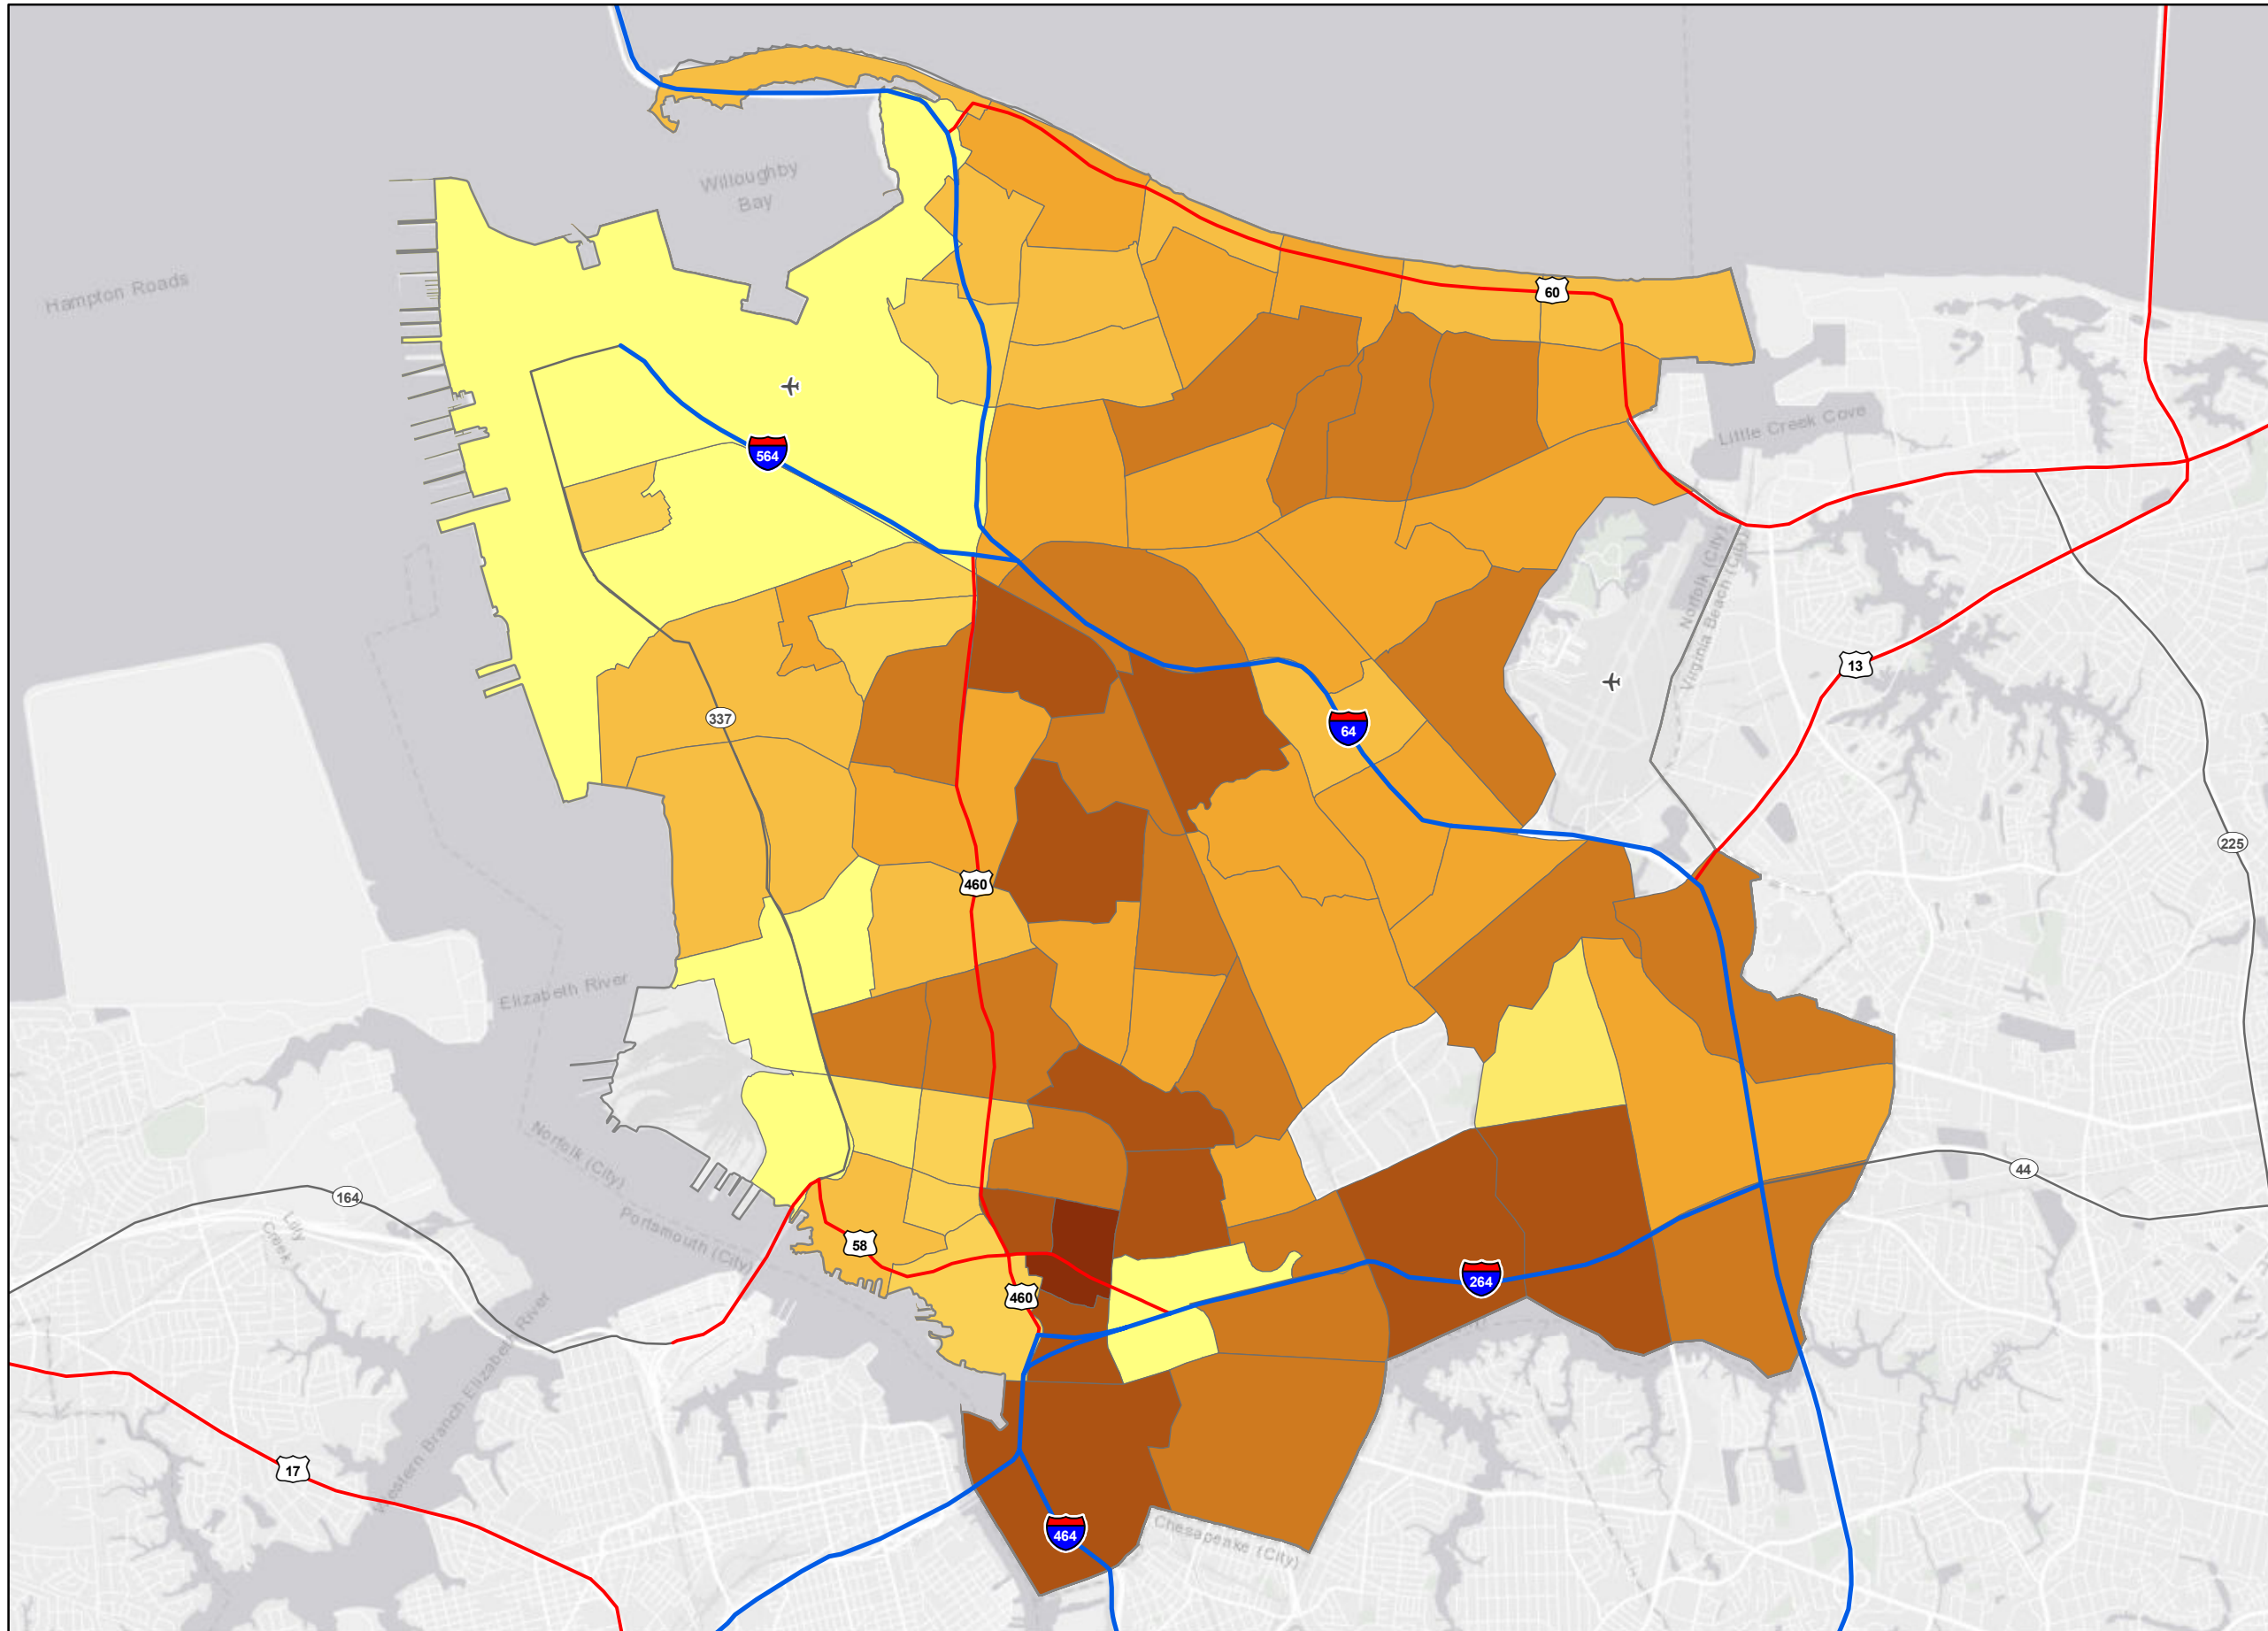 Willoughby
Bay
Hampton Roads
60
Little Creek Cove
564
Norfolk (City)
Virginia Beach (City)
13
337
64
225
460
Elizabeth River
Norfolk (City)
44
164
Lilly
Creek
Portsmouth (City)
58
264
460
Western Branch Elizabeth River
17
464
Chesapeake (City)